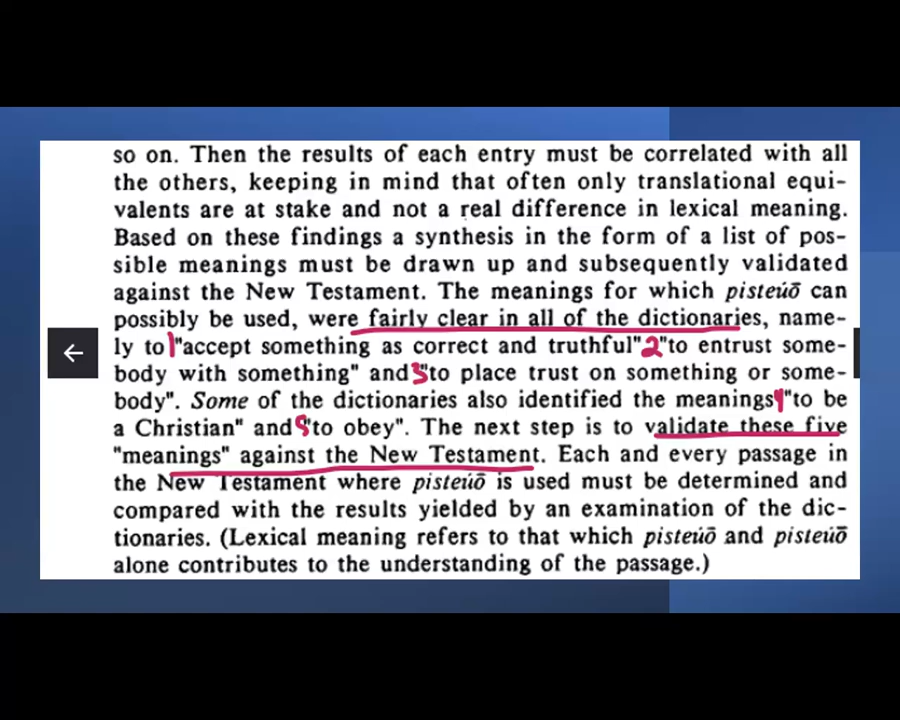 so on. Then the results of each entry must be correlated with all
the others, keeping in mind that often only translational equi-
valents are at stake and not a real difference in lexical meaning.
Based on these findings a synthesis in the form of a list of pos-
sible meanings must be drawn up and subsequently validated
against the New Testament. The meanings for which pisteúō can
possibly be used, were fairly clear in all of the dictionaries, name-
ly to 1 "accept something as correct and truthful" 2 "to entrust some-
body with something" and 3 "to place trust on something or some-
body". Some of the dictionaries also identified the meanings 4 "to be
a Christian" and 5 "to obey". The next step is to validate these five
"meanings" against the New Testament. Each and every passage in
the New Testament where pisteúō is used must be determined and
compared with the results yielded by an examination of the dic-
tionaries. (Lexical meaning refers to that which pisteúō and pisteúō
alone contributes to the understanding of the passage.)